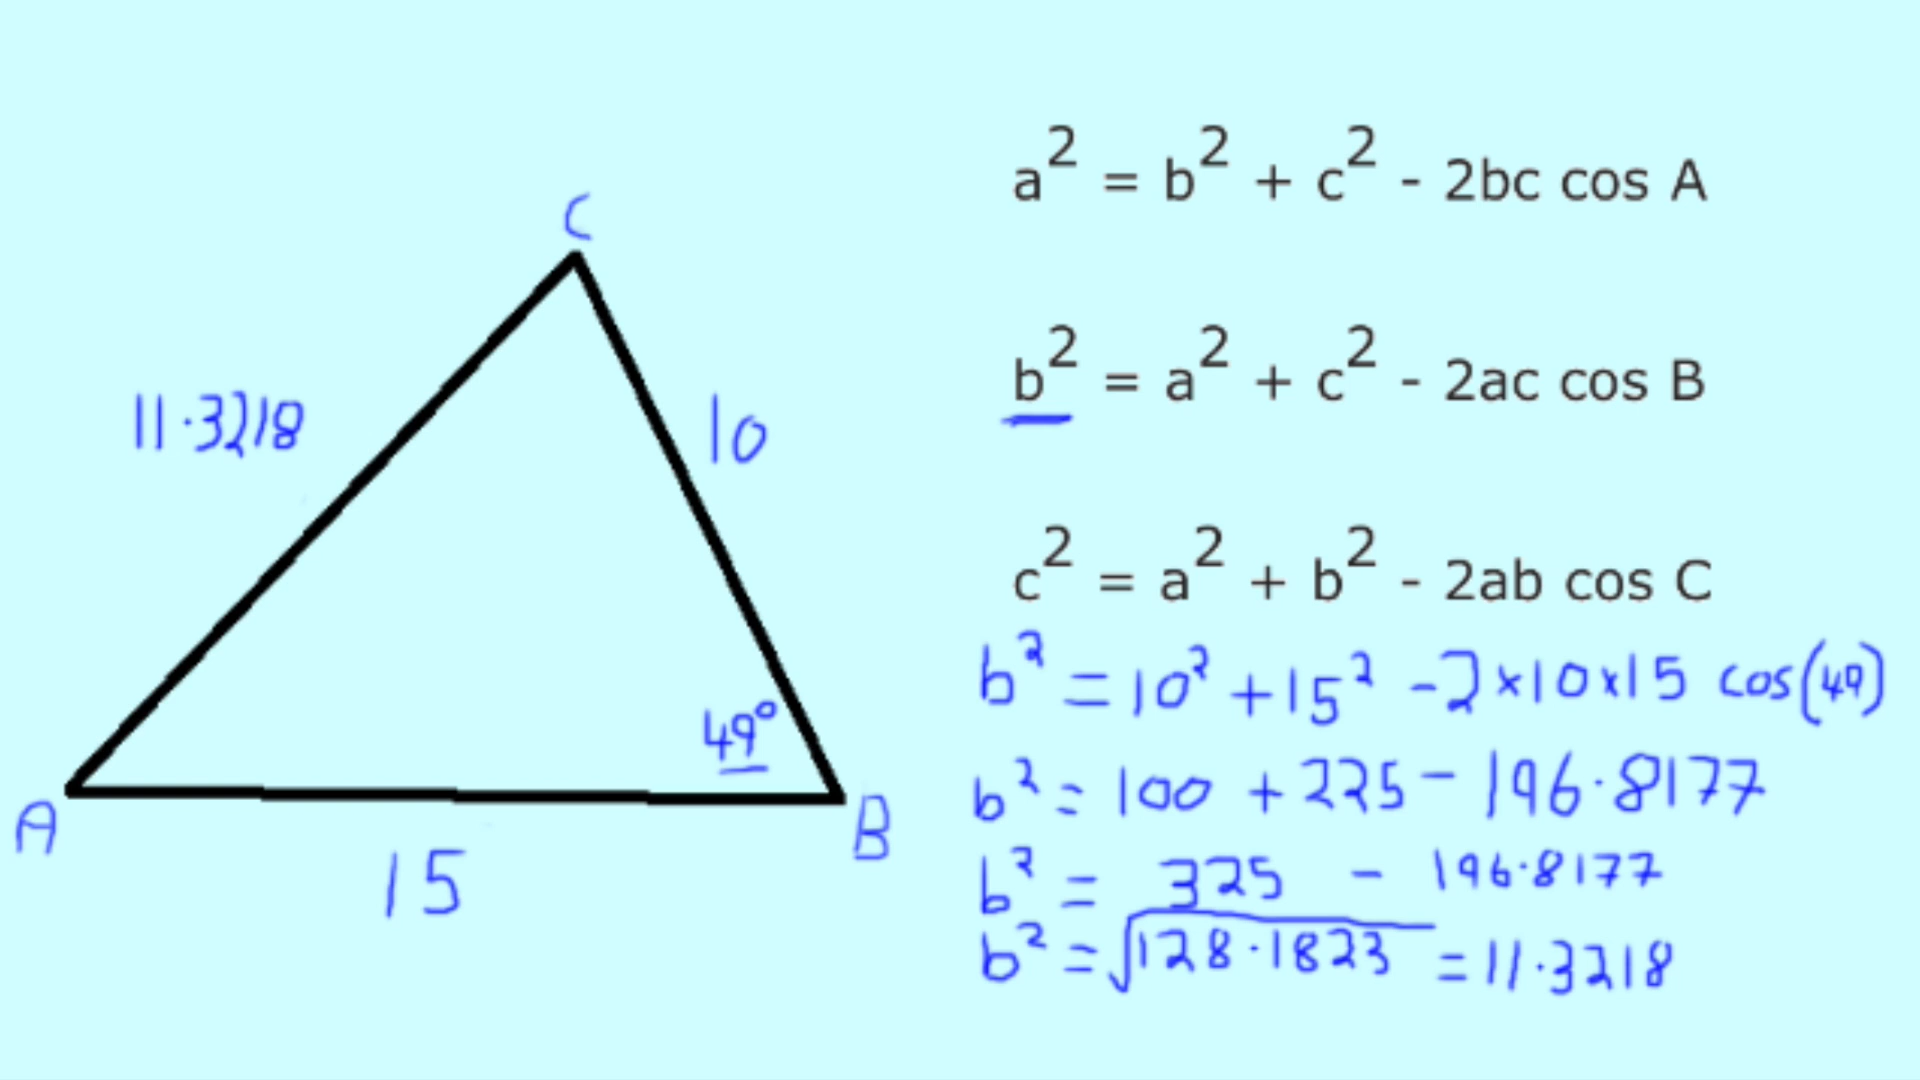 C
11.3218
10
49°
A
B
15
a² = b² + c² - 2bc cos A
b² = a² + c² - 2ac cos B
c² = a² + b² - 2ab cos C
b² = 10² + 15² - 2 × 10 × 15 cos(49)
b² = 100 + 225 - 196.8177
b² = 325 - 196.8177
b² = √128.1823 = 11.3218